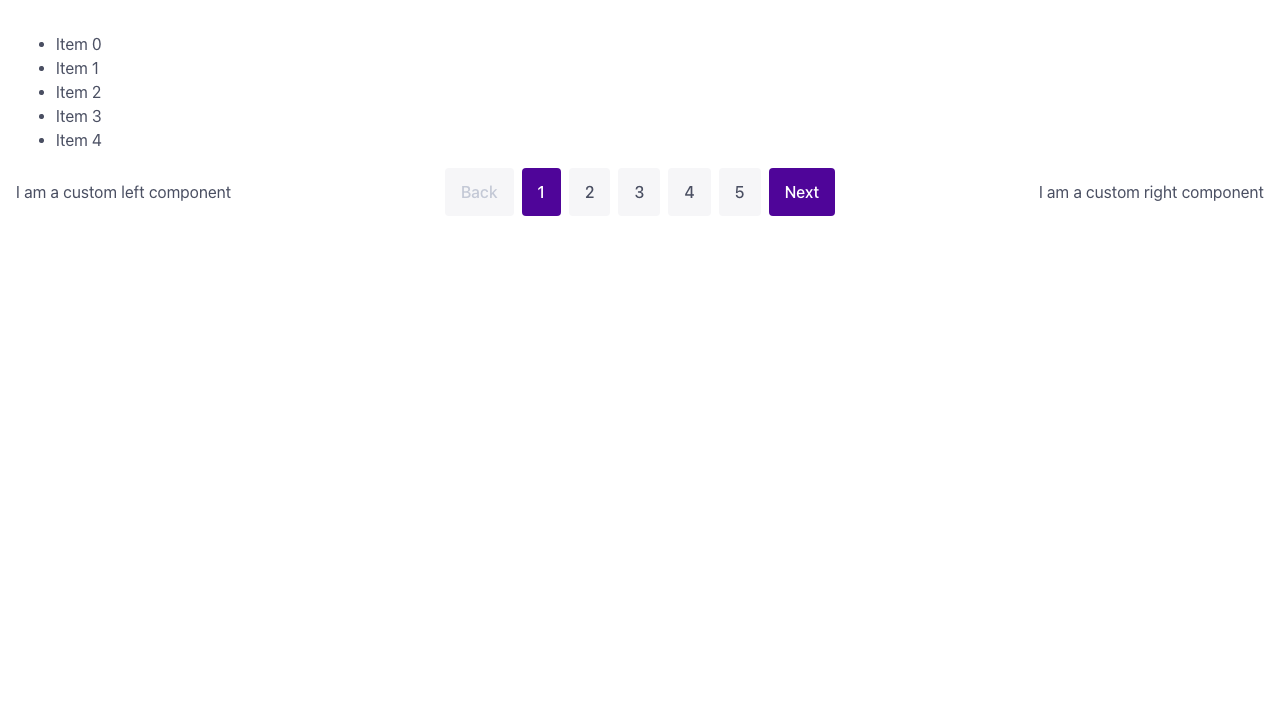 Item 0
Item 1
Item 2
Item 3
Item 4
I am a custom left component Back 1 2 3 4 5 Next I am a custom right component